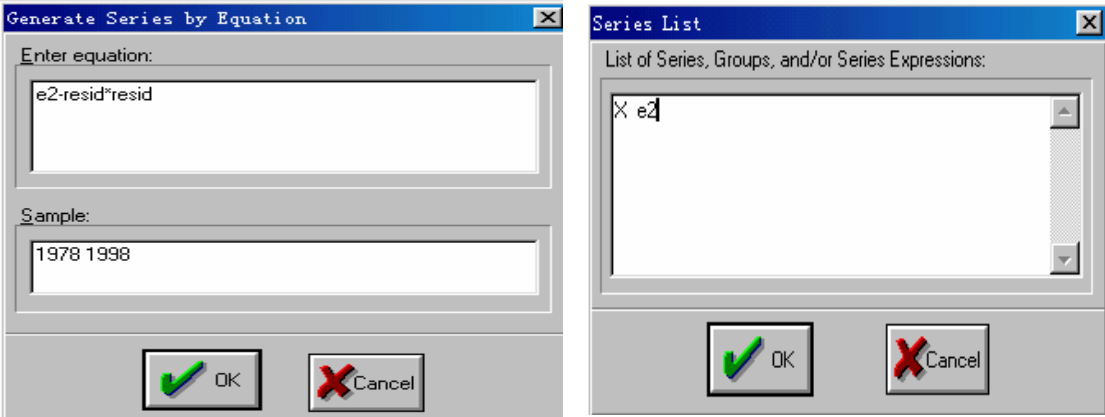 Generate Series by Equation
Enter equation:
e2-resid*resid
Sample:
1978 1998
OK
Cancel
Series List
List of Series, Groups, and/or Series Expressions:
X e2
OK
Cancel